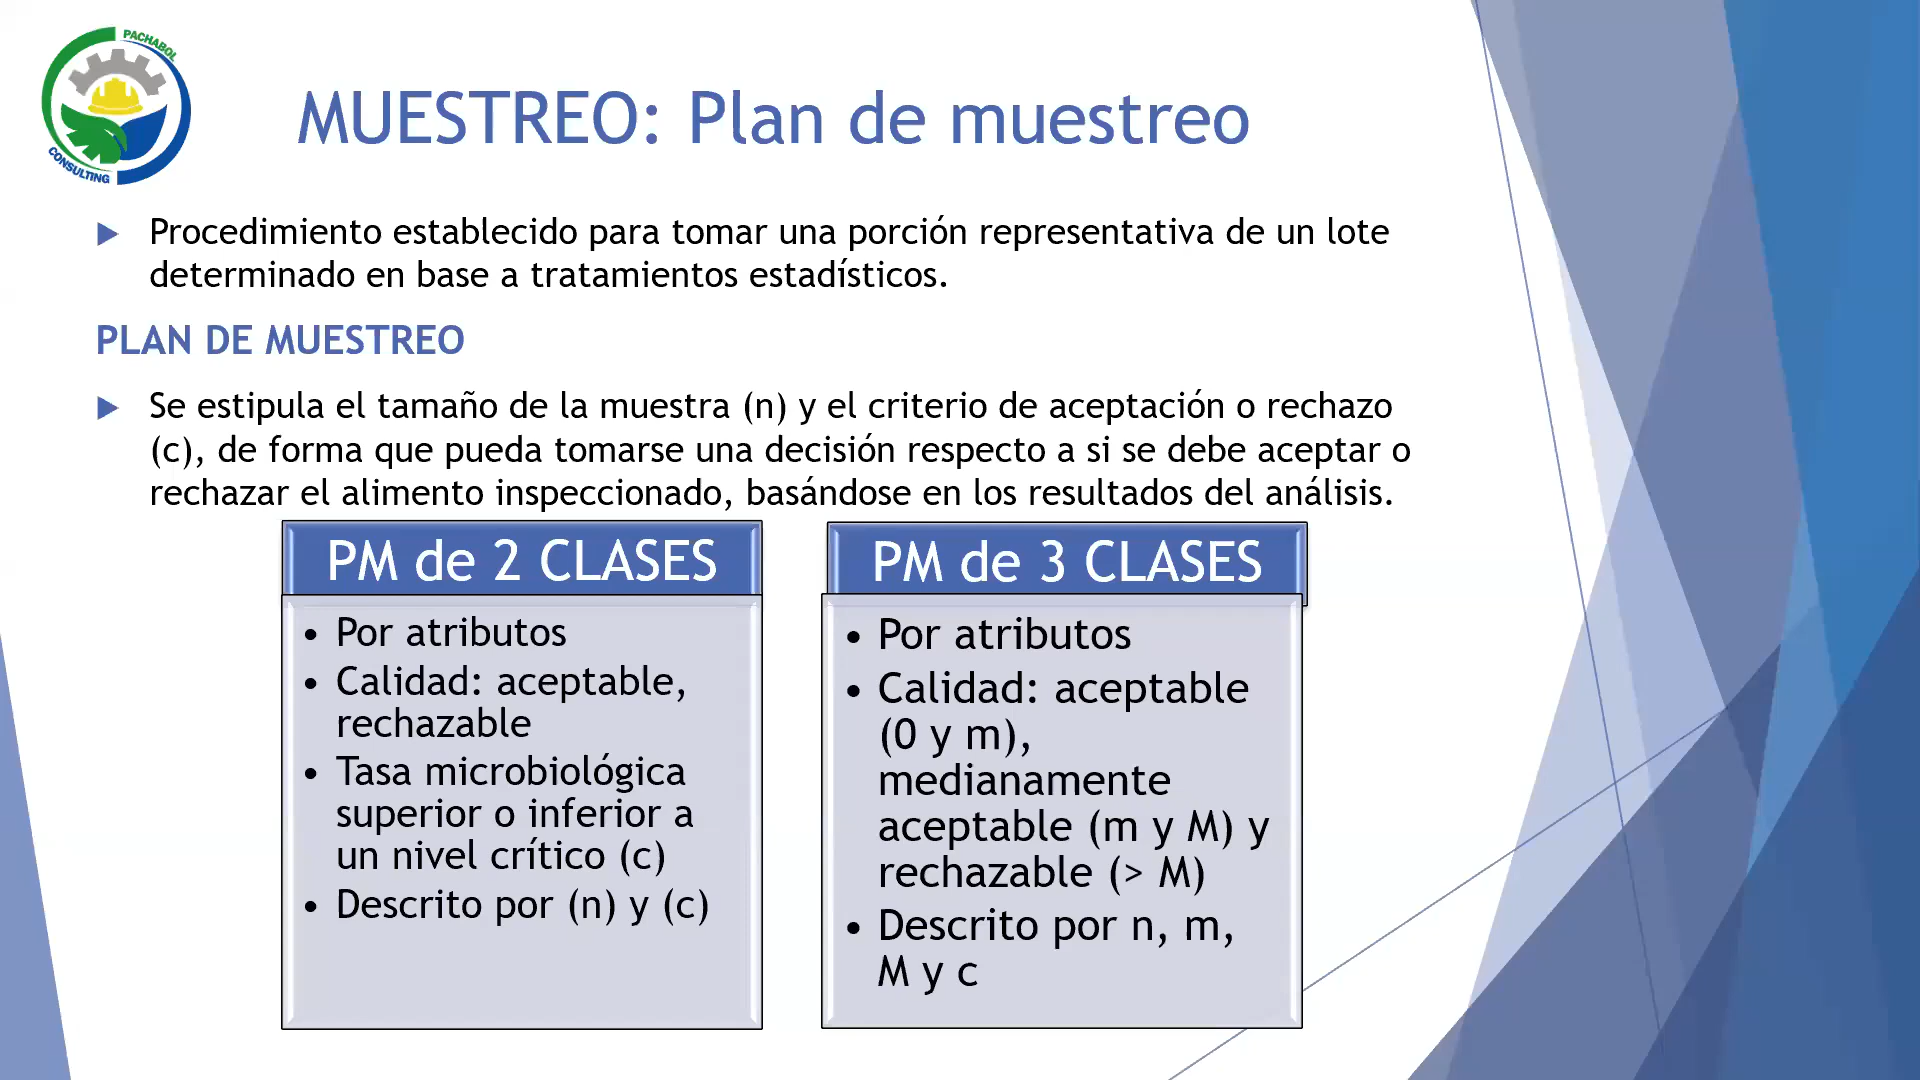 PACHABOL
CONSULTING
MUESTREO: Plan de muestreo
Procedimiento establecido para tomar una porción representativa de un lote
determinado en base a tratamientos estadísticos.
PLAN DE MUESTREO
Se estipula el tamaño de la muestra (n) y el criterio de aceptación o rechazo
(c), de forma que pueda tomarse una decisión respecto a si se debe aceptar o
rechazar el alimento inspeccionado, basándose en los resultados del análisis.
PM de 2 CLASES
• Por atributos
• Calidad: aceptable,
rechazable
• Tasa microbiológica
superior o inferior a
un nivel crítico (c)
• Descrito por (n) y (c)
PM de 3 CLASES
• Por atributos
• Calidad: aceptable
(0 y m),
medianamente
aceptable (m y M) y
rechazable (> M)
• Descrito por n, m,
M y c